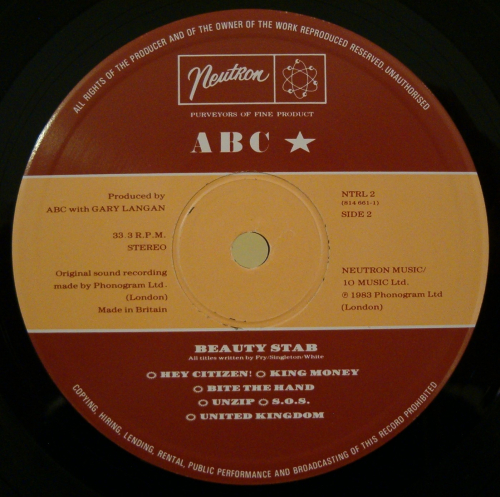 ALL RIGHTS OF THE PRODUCER AND OF THE OWNER OF THE WORK REPRODUCED RESERVED. UNAUTHORISED
Neutron
PURVEYORS OF FINE PRODUCT
ABC ★
Produced by
ABC with GARY LANGAN
33.3 R.P.M.
STEREO
Original sound recording
made by Phonogram Ltd.
(London)
Made in Britain
NTRL 2
(814 661-1)
SIDE 2
NEUTRON MUSIC/
10 MUSIC Ltd.
℗ 1983 Phonogram Ltd
(London)
BEAUTY STAB
All titles written by Fry/Singleton-White
HEY CITIZEN! KING MONEY
BITE THE HAND
UNZIP S.O.S.
UNITED KINGDOM
COPYING, HIRING, LENDING, RENTAL, PUBLIC PERFORMANCE AND BROADCASTING OF THIS RECORD PROHIBITED